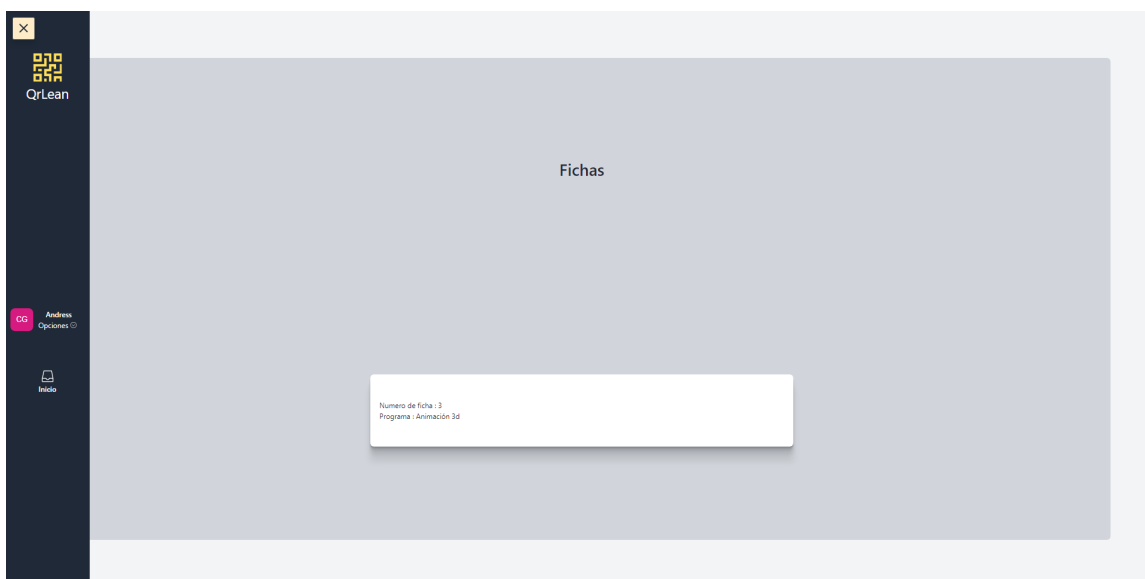 QrLean
CG
Andress
Opciones
Inicio
Fichas
Numero de ficha : 3
Programa : Animación 3d